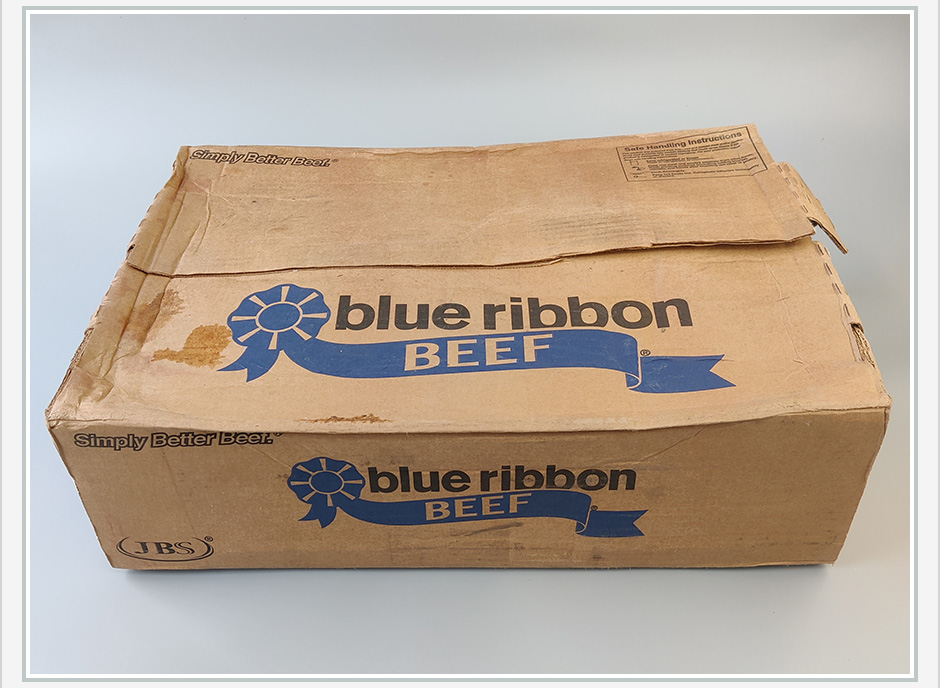 Simply Better Beef.®
Safe Handling Instructions
blue ribbon
BEEF®
Simply Better Beef.®
blue ribbon
BEEF
JBS®